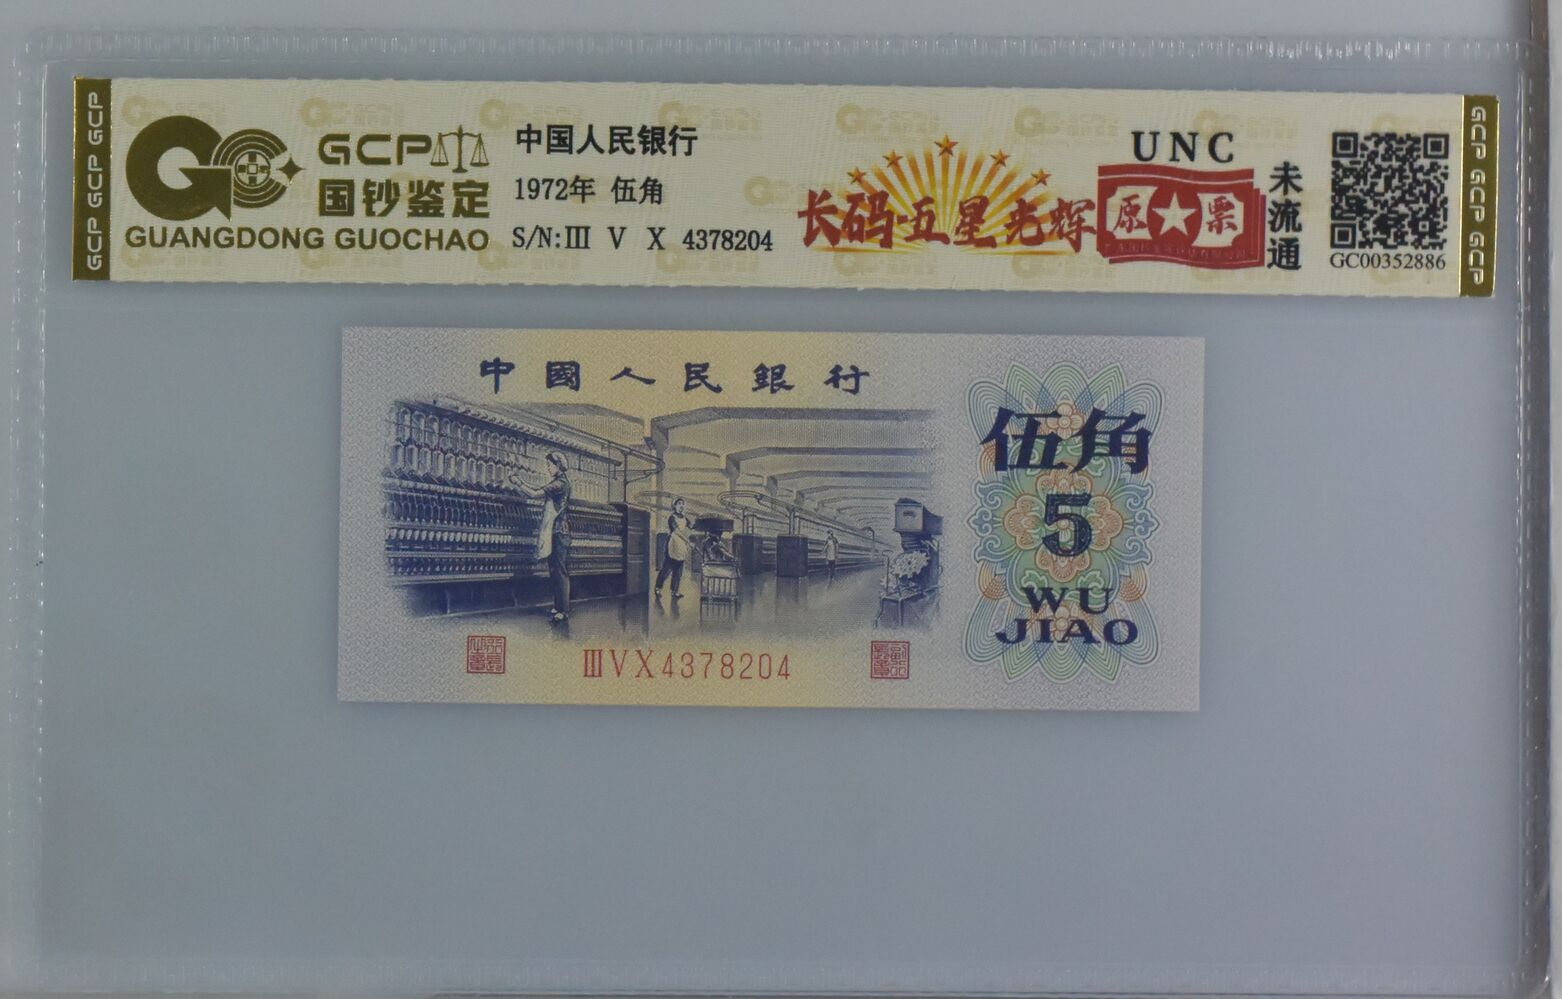 GCP GCP GCP
GCP
国钞鉴定
GUANGDONG GUOCHAO
中国人民银行
1972年 伍角
S/N:III V X 4378204
长码五星光辉
UNC
原★票
未流通
GC00352886
GCP GCP GCP
中國人民銀行
伍角
5
WU
JIAO
III V X 4378204